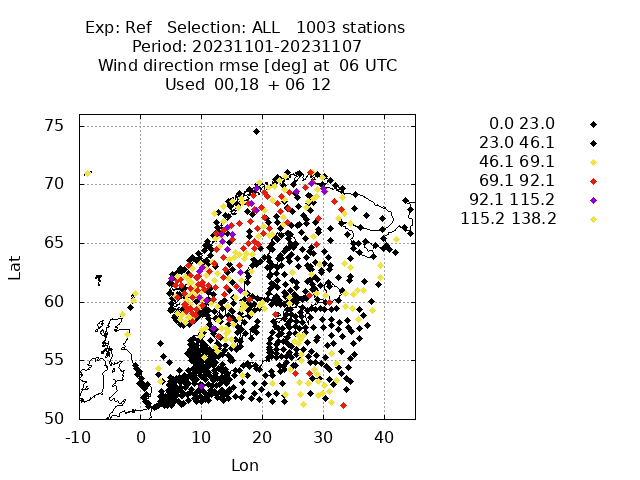 Exp: Ref   Selection: ALL   1003 stations
Period: 20231101-20231107
Wind direction rmse [deg] at  06 UTC
Used  00,18  + 06 12
75
70
65
60
55
50
-10 0 10 20 30 40
Lat
Lon
0.0 23.0
23.0 46.1
46.1 69.1
69.1 92.1
92.1 115.2
115.2 138.2